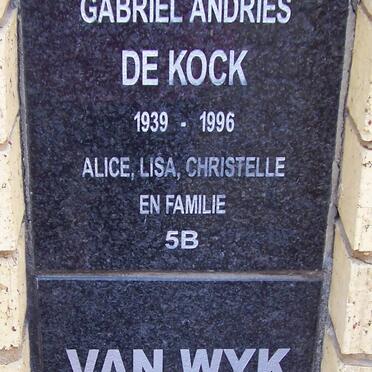 GABRIEL ANDRIES
DE KOCK
1939 - 1996
ALICE, LISA, CHRISTELLE
EN FAMILIE
5B
VAN WYK